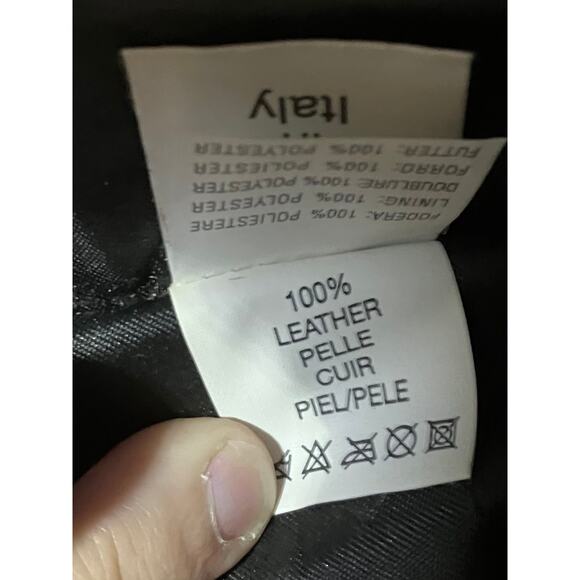 FODERA: 100% POLIESTERE
LINING: 100% POLYESTER
DOUBLURE: 100% POLYESTER
FORRO: 100% POLIESTER
FUTTER: 100% POLYESTER
Italy
100%
LEATHER
PELLE
CUIR
PIEL/PELE